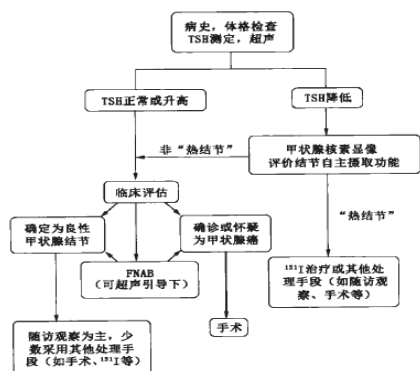 病史，体格检查
TSH测定，超声
TSH正常或升高
TSH降低
非“热结节”
甲状腺核素显像
评价结节自主摄取功能
临床评估
“热结节”
确定为良性
甲状腺结节
确诊或怀疑
为甲状腺癌
FNAB
（可超声引导下）
¹³¹I治疗或其他处
理手段（如随访观
察、手术等）
手术
随访观察为主，少
数采用其他处理手
段（如手术、¹³¹I等）